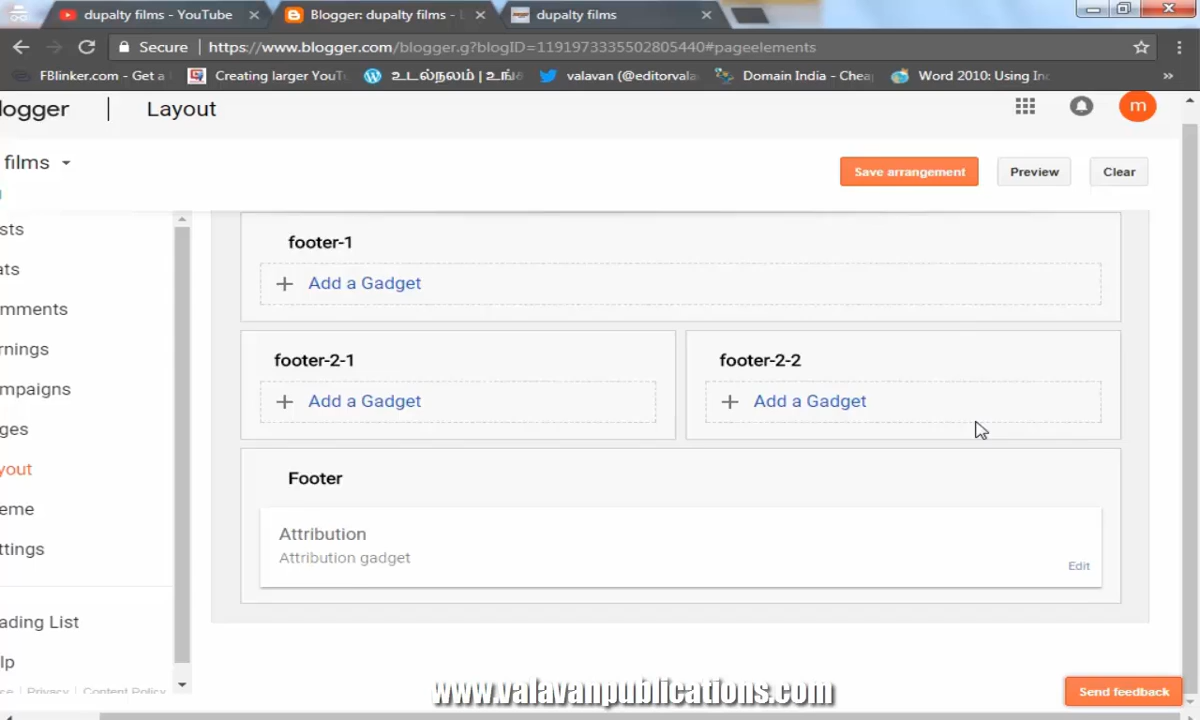 dupalty films - YouTube
Blogger: dupalty films -
dupalty films
Secure
https://www.blogger.com/blogger.g?blogID=1191973335502805440#pageelements
FBlinker.com - Get a
Creating larger YouT
உடல்நலம் | உங்
valavan (@editorvala
Domain India - Cheap
Word 2010: Using In
»
logger
Layout
m
films
Save arrangement
Preview
Clear
sts
ats
mments
rnings
mpaigns
ges
yout
eme
ttings
ading List
lp
Privacy | Content Policy
footer-1
Add a Gadget
footer-2-1
Add a Gadget
footer-2-2
Add a Gadget
Footer
Attribution
Attribution gadget
Edit
www.valavanpublications.com
Send feedback